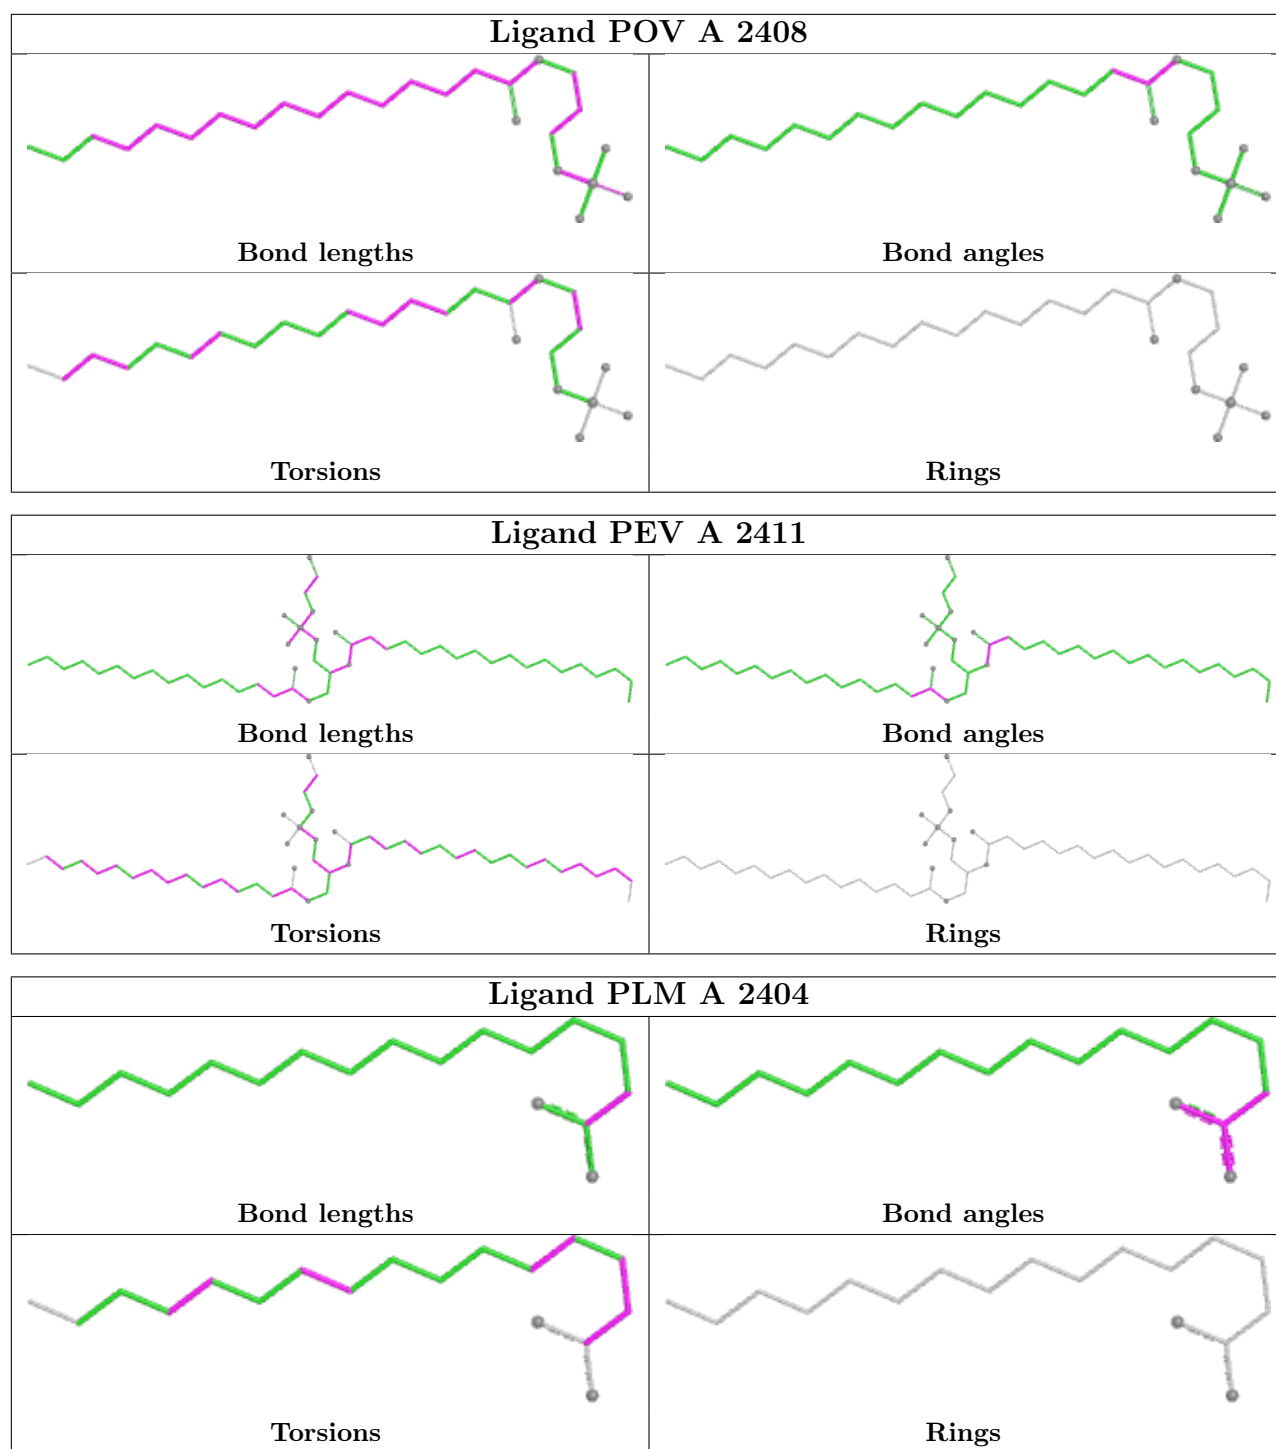 Ligand POV A 2408
Bond lengths
Bond angles
Torsions
Rings
Ligand PEV A 2411
Bond lengths
Bond angles
Torsions
Rings
Ligand PLM A 2404
Bond lengths
Bond angles
Torsions
Rings